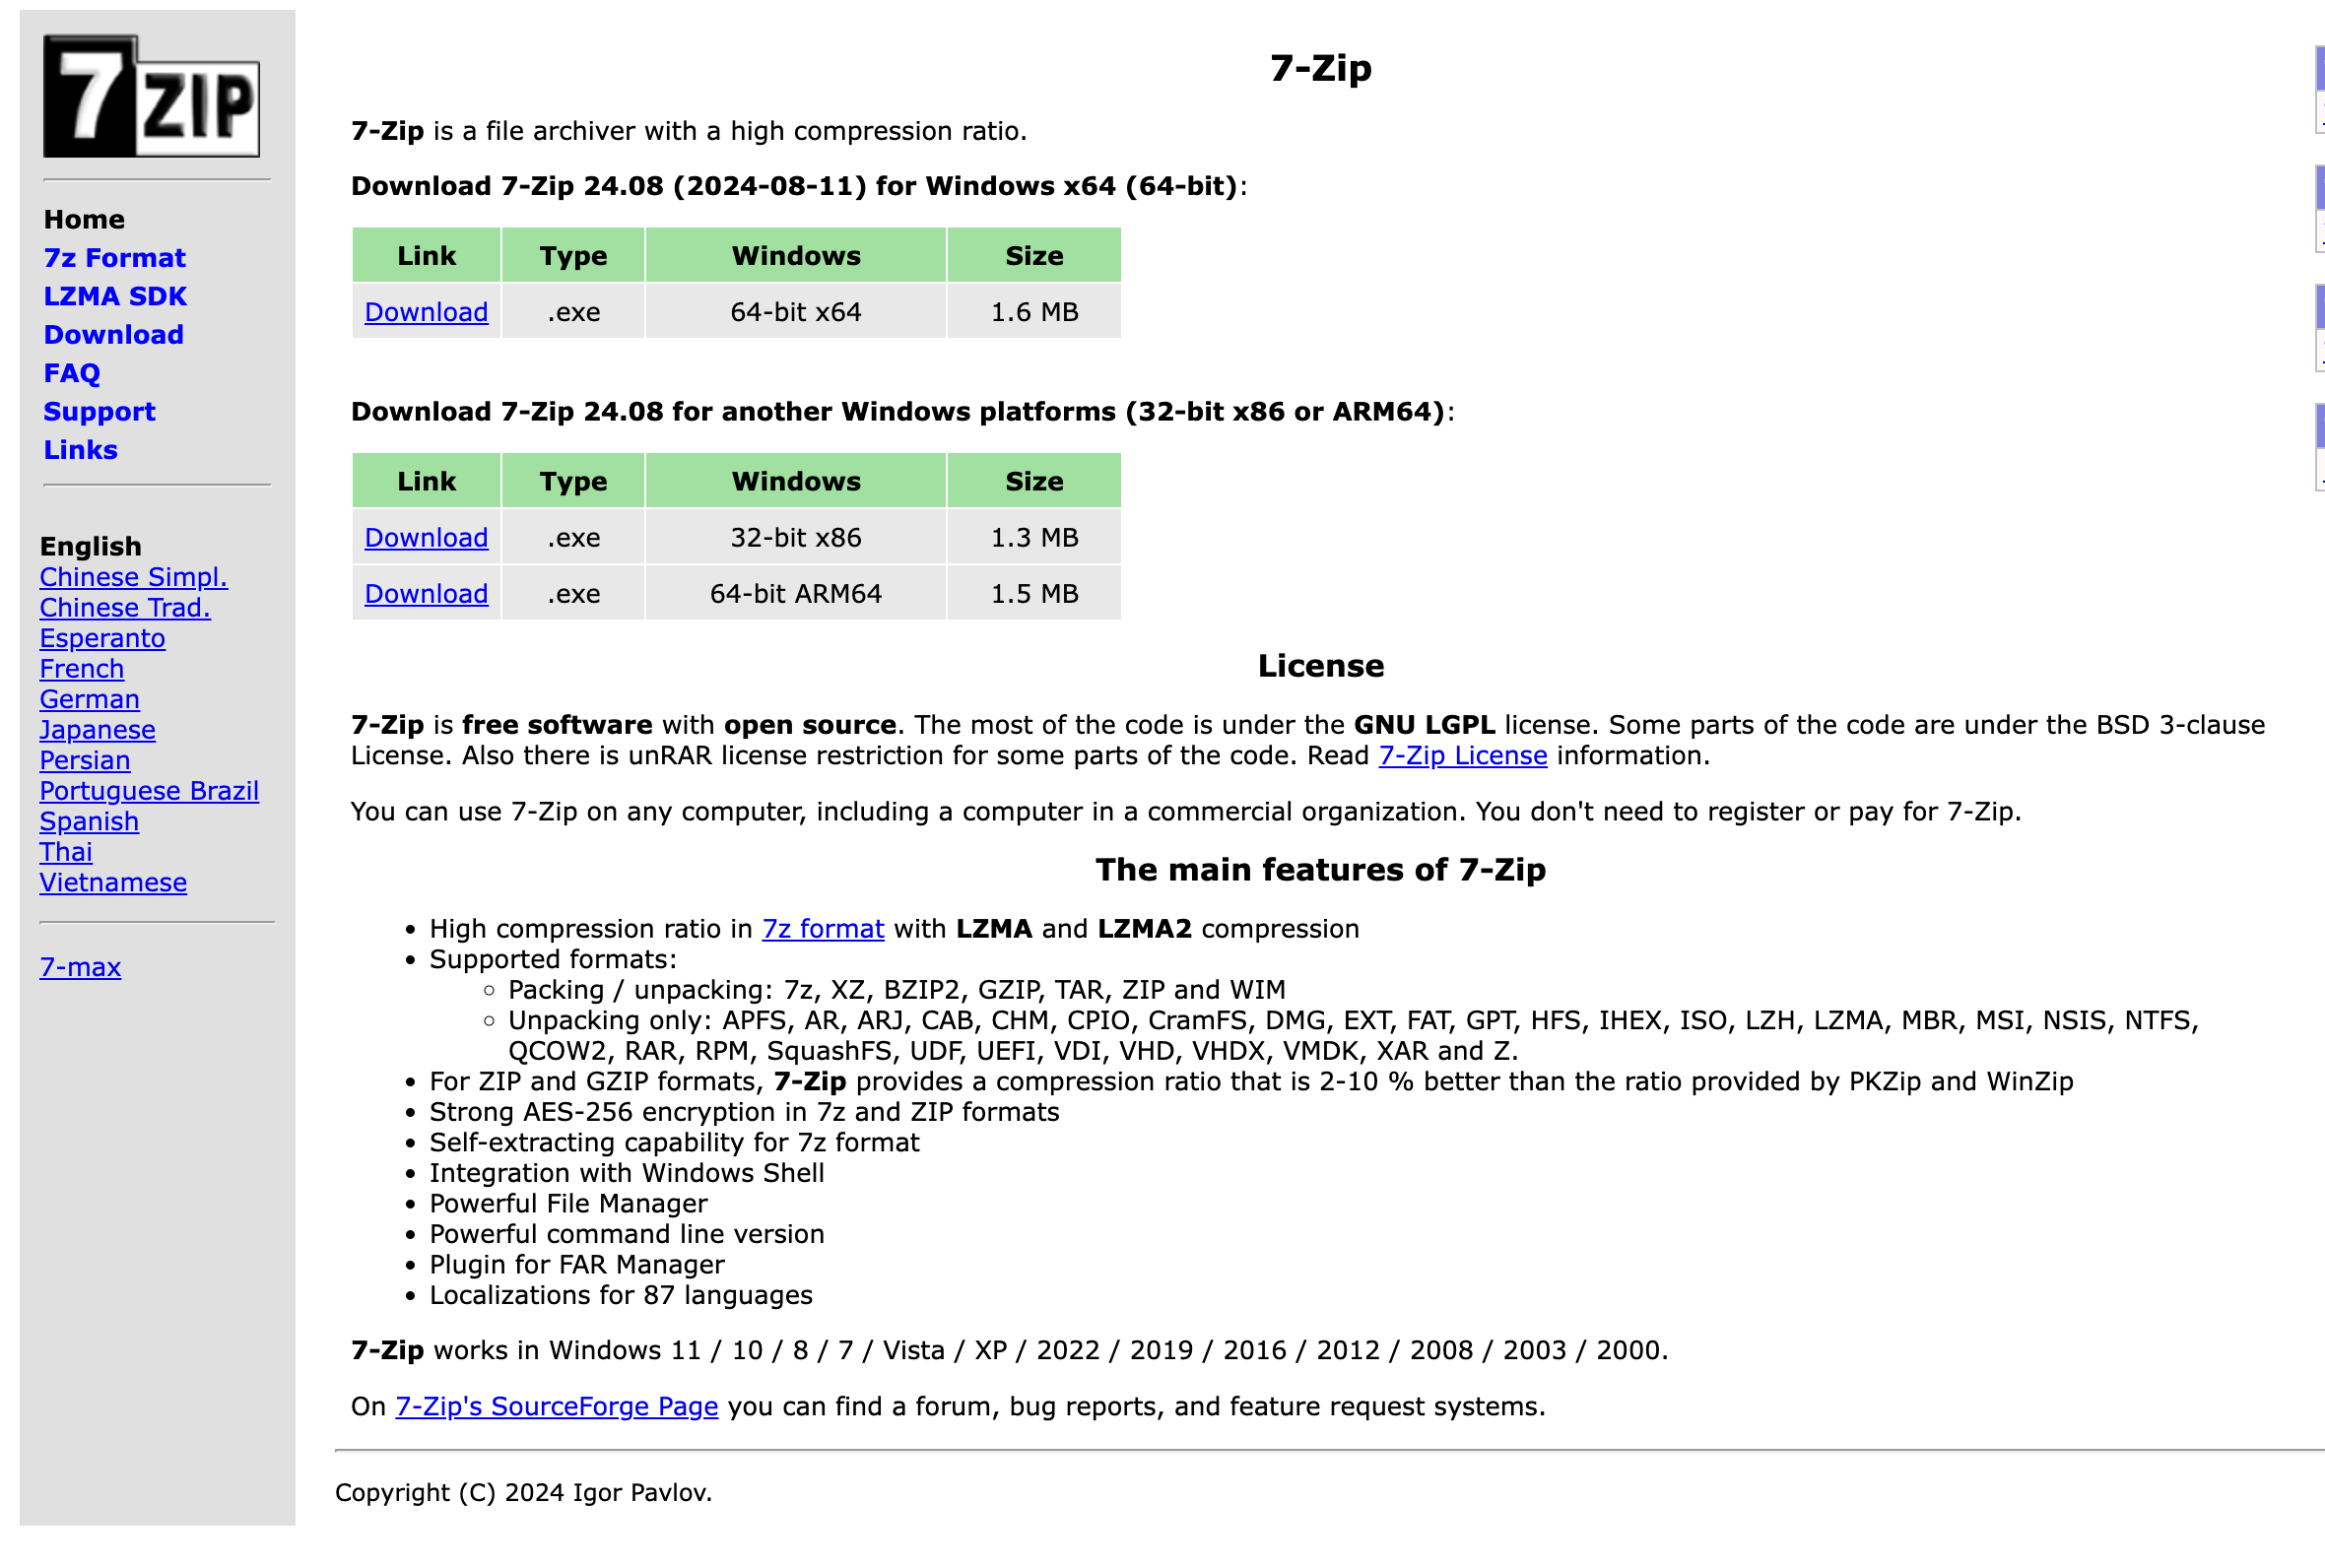 7ZIP
Home
7z Format
LZMA SDK
Download
FAQ
Support
Links
English
Chinese Simpl.
Chinese Trad.
Esperanto
French
German
Japanese
Persian
Portuguese Brazil
Spanish
Thai
Vietnamese
7-max
7-Zip
7-Zip is a file archiver with a high compression ratio.
Download 7-Zip 24.08 (2024-08-11) for Windows x64 (64-bit):
Link Type Windows Size
Download .exe 64-bit x64 1.6 MB
Download 7-Zip 24.08 for another Windows platforms (32-bit x86 or ARM64):
Link Type Windows Size
Download .exe 32-bit x86 1.3 MB
Download .exe 64-bit ARM64 1.5 MB
License
7-Zip is free software with open source. The most of the code is under the GNU LGPL license. Some parts of the code are under the BSD 3-clause
License. Also there is unRAR license restriction for some parts of the code. Read 7-Zip License information.
You can use 7-Zip on any computer, including a computer in a commercial organization. You don't need to register or pay for 7-Zip.
The main features of 7-Zip
• High compression ratio in 7z format with LZMA and LZMA2 compression
• Supported formats:
◦ Packing / unpacking: 7z, XZ, BZIP2, GZIP, TAR, ZIP and WIM
◦ Unpacking only: APFS, AR, ARJ, CAB, CHM, CPIO, CramFS, DMG, EXT, FAT, GPT, HFS, IHEX, ISO, LZH, LZMA, MBR, MSI, NSIS, NTFS,
QCOW2, RAR, RPM, SquashFS, UDF, UEFI, VDI, VHD, VHDX, VMDK, XAR and Z.
• For ZIP and GZIP formats, 7-Zip provides a compression ratio that is 2-10 % better than the ratio provided by PKZip and WinZip
• Strong AES-256 encryption in 7z and ZIP formats
• Self-extracting capability for 7z format
• Integration with Windows Shell
• Powerful File Manager
• Powerful command line version
• Plugin for FAR Manager
• Localizations for 87 languages
7-Zip works in Windows 11 / 10 / 8 / 7 / Vista / XP / 2022 / 2019 / 2016 / 2012 / 2008 / 2003 / 2000.
On 7-Zip's SourceForge Page you can find a forum, bug reports, and feature request systems.
Copyright (C) 2024 Igor Pavlov.